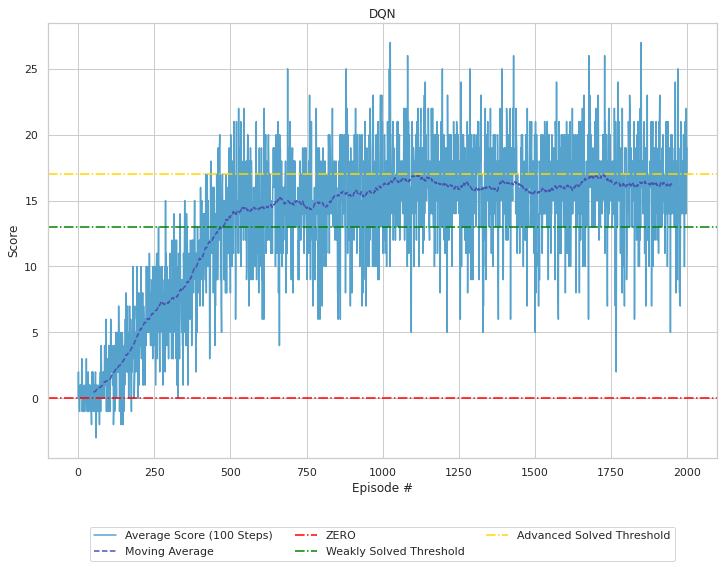 DQN
25
20
15
10
5
0
Score
0 250 500 750 1000 1250 1500 1750 2000
Episode #
Average Score (100 Steps) ZERO Advanced Solved Threshold
Moving Average Weakly Solved Threshold